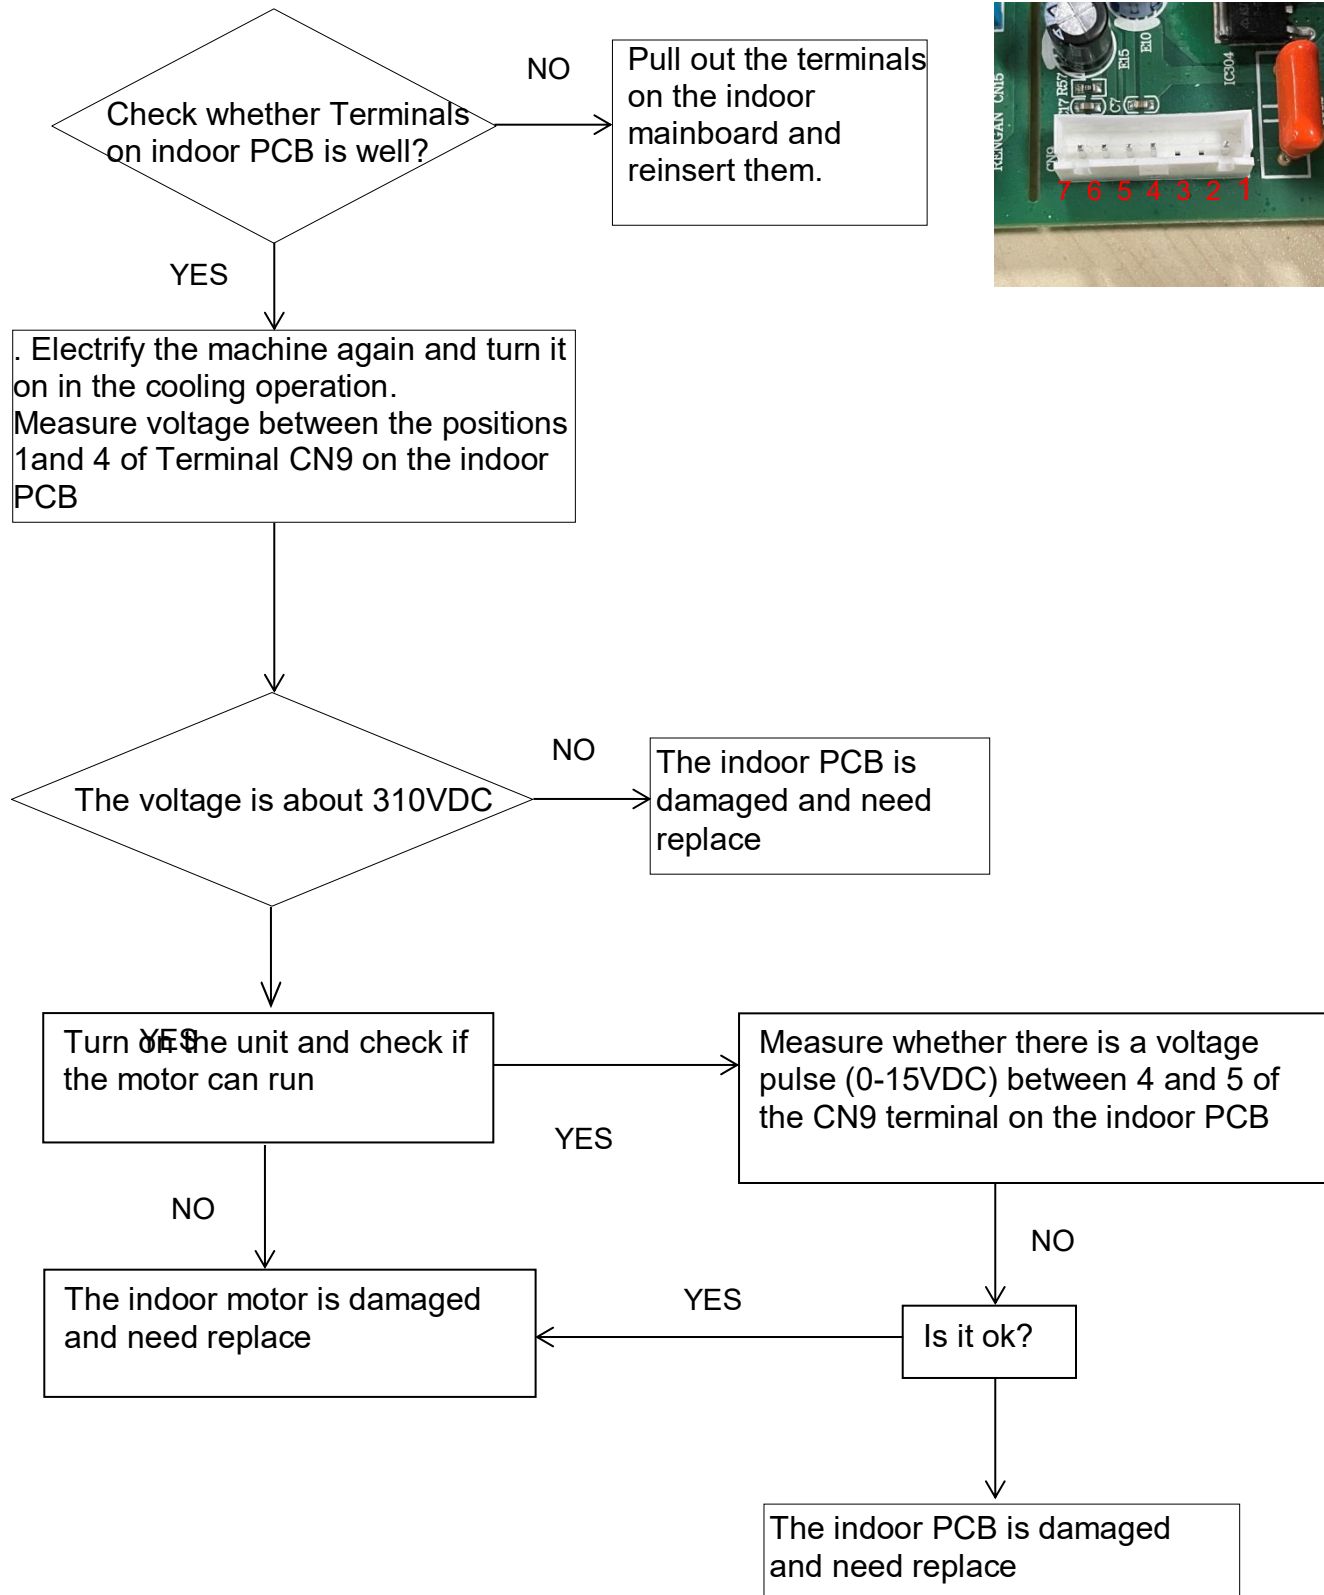 Check whether Terminals
on indoor PCB is well?
NO
Pull out the terminals
on the indoor
mainboard and
reinsert them.
RENGAN CN15
R57
C7
E15
E10
IC304
CN9
7 6 5 4 3 2 1
YES
. Electrify the machine again and turn it
on in the cooling operation.
Measure voltage between the positions
1and 4 of Terminal CN9 on the indoor
PCB
The voltage is about 310VDC
NO
The indoor PCB is
damaged and need
replace
YES
Turn on the unit and check if
the motor can run
YES
Measure whether there is a voltage
pulse (0-15VDC) between 4 and 5 of
the CN9 terminal on the indoor PCB
NO
NO
The indoor motor is damaged
and need replace
YES
Is it ok?
The indoor PCB is damaged
and need replace